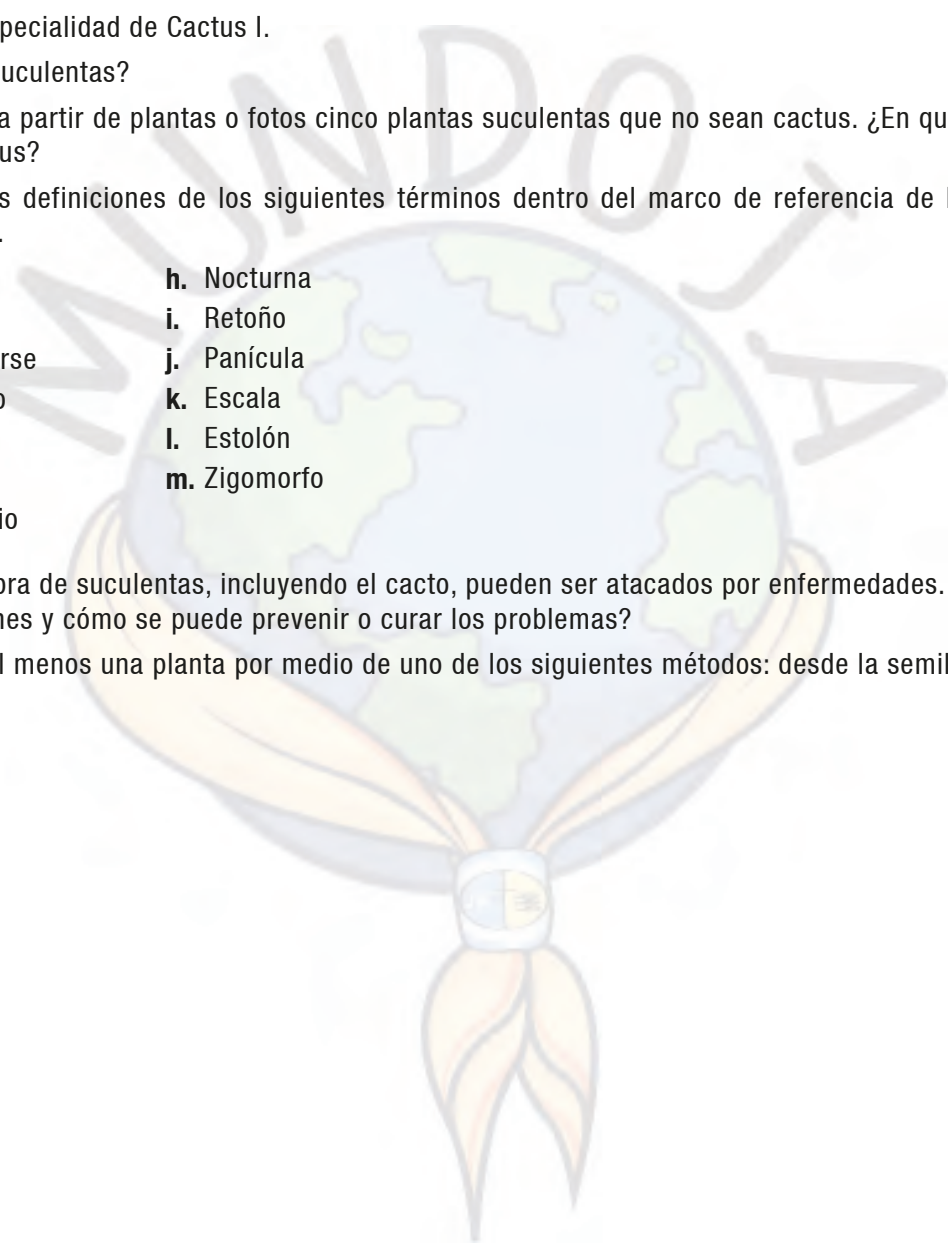 pecialidad de Cactus I.
uculentas?
a partir de plantas o fotos cinco plantas suculentas que no sean cactus. ¿En qu
us?
s definiciones de los siguientes términos dentro del marco de referencia de l
.
h. Nocturna
i. Retoño
rse
j. Panícula
o
k. Escala
l. Estolón
m. Zigomorfo
io
ora de suculentas, incluyendo el cacto, pueden ser atacados por enfermedades.
nes y cómo se puede prevenir o curar los problemas?
l menos una planta por medio de uno de los siguientes métodos: desde la semil
MUNDO JA